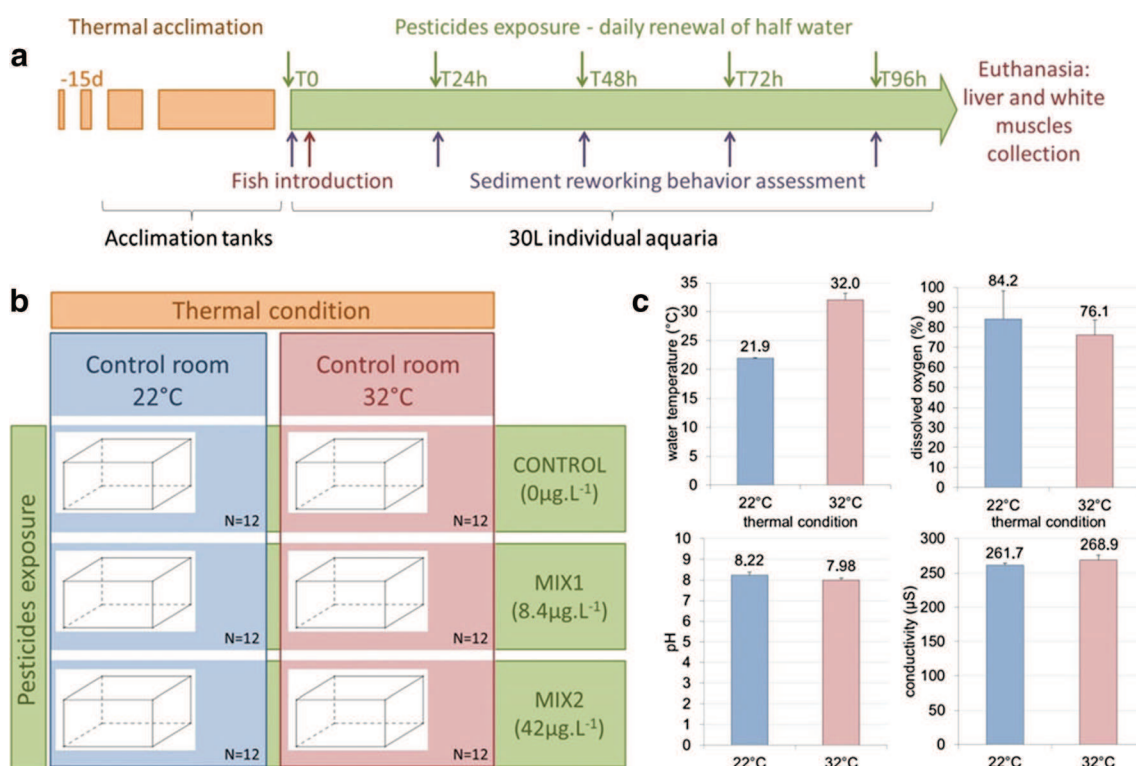 a
Thermal acclimation
Pesticides exposure - daily renewal of half water
-15d
T0
T24h
T48h
T72h
T96h
Euthanasia:
liver and white
muscles
collection
Fish introduction
Sediment reworking behavior assessment
Acclimation tanks
30L individual aquaria
b
Thermal condition
Control room
22°C
Control room
32°C
Pesticides exposure
N=12
N=12
CONTROL
(0µg.L⁻¹)
N=12
N=12
MIX1
(8.4µg.L⁻¹)
N=12
N=12
MIX2
(42µg.L⁻¹)
c
water temperature (°C)
35
30
25
20
15
10
5
0
21.9
32.0
22°C
32°C
thermal condition
dissolved oxygen (%)
100
90
80
70
60
50
40
30
20
10
0
84.2
76.1
22°C
32°C
thermal condition
pH
10
9
8
7
6
5
4
3
2
1
0
8.22
7.98
22°C
32°C
conductivity (µS)
300
250
200
150
100
50
0
261.7
268.9
22°C
32°C